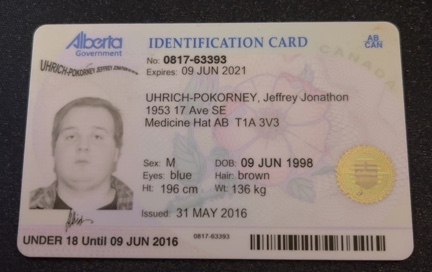 Alberta
Government
IDENTIFICATION CARD
AB
CAN
CANADA
No: 0817-63393
Expires: 09 JUN 2021
UHRICH-POKORNEY, Jeffrey Jonathon
1953 17 Ave SE
Medicine Hat AB T1A 3V3
UHRICH-POKORNEY
Sex: M DOB: 09 JUN 1998
Eyes: blue Hair: brown
Ht: 196 cm Wt: 136 kg
Issued: 31 MAY 2016
UNDER 18 Until 09 JUN 2016
0817-63393